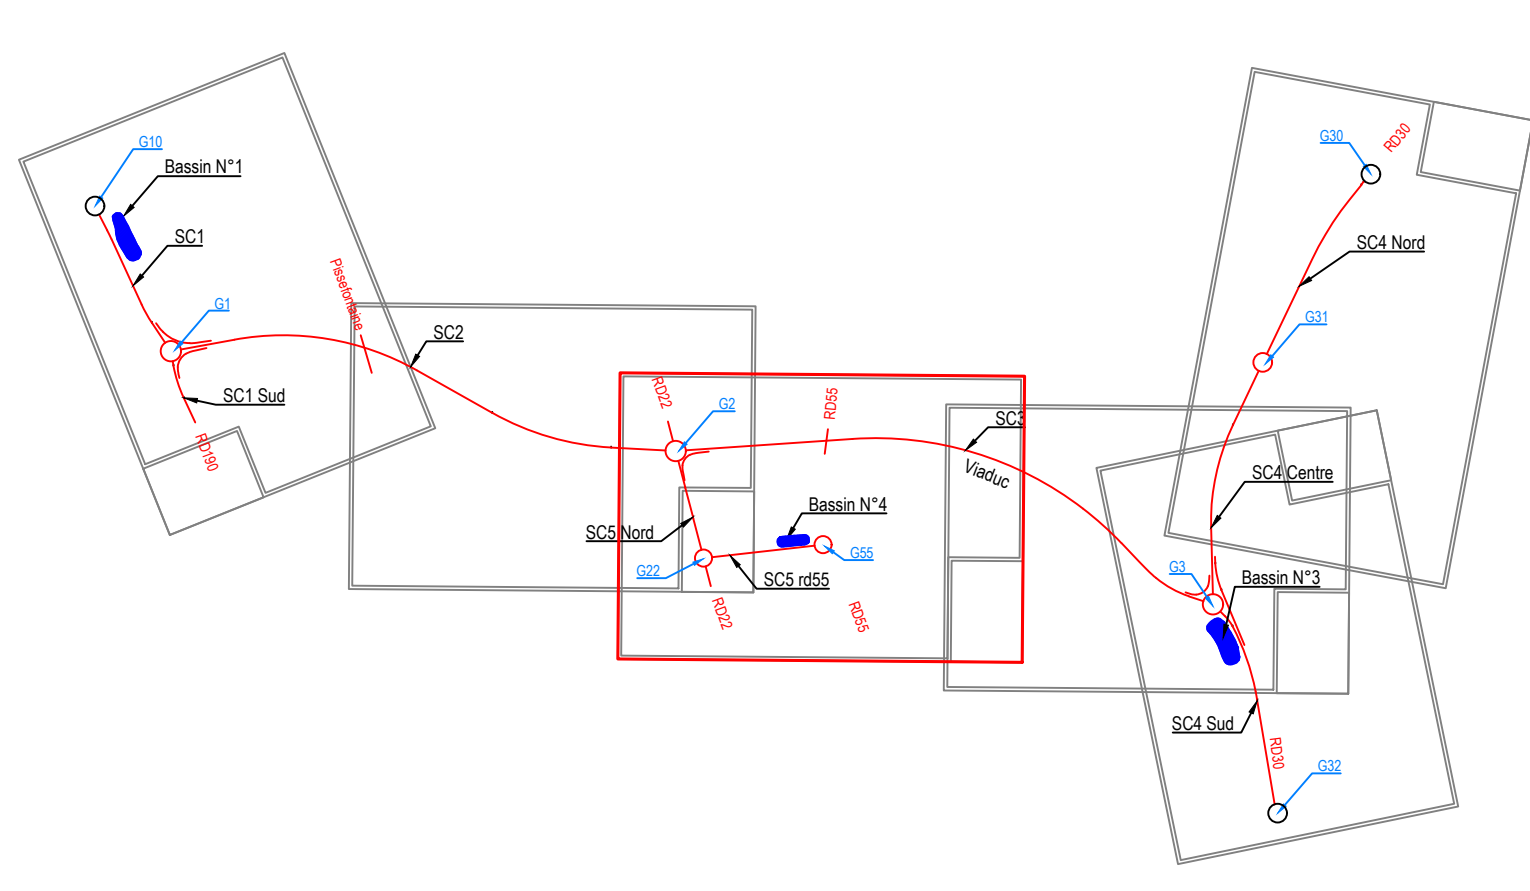 G10
Bassin N°1
SC1
G1
Pissefontaine
SC2
SC1 Sud
RD190
RD22
G2
RD55
SC3
Viaduc
Bassin N°4
SC5 Nord
G22
G55
SC5 rd55
RD22
RD55
G30
RD30
SC4 Nord
G31
SC4 Centre
G3
Bassin N°3
SC4 Sud
RD30
G32